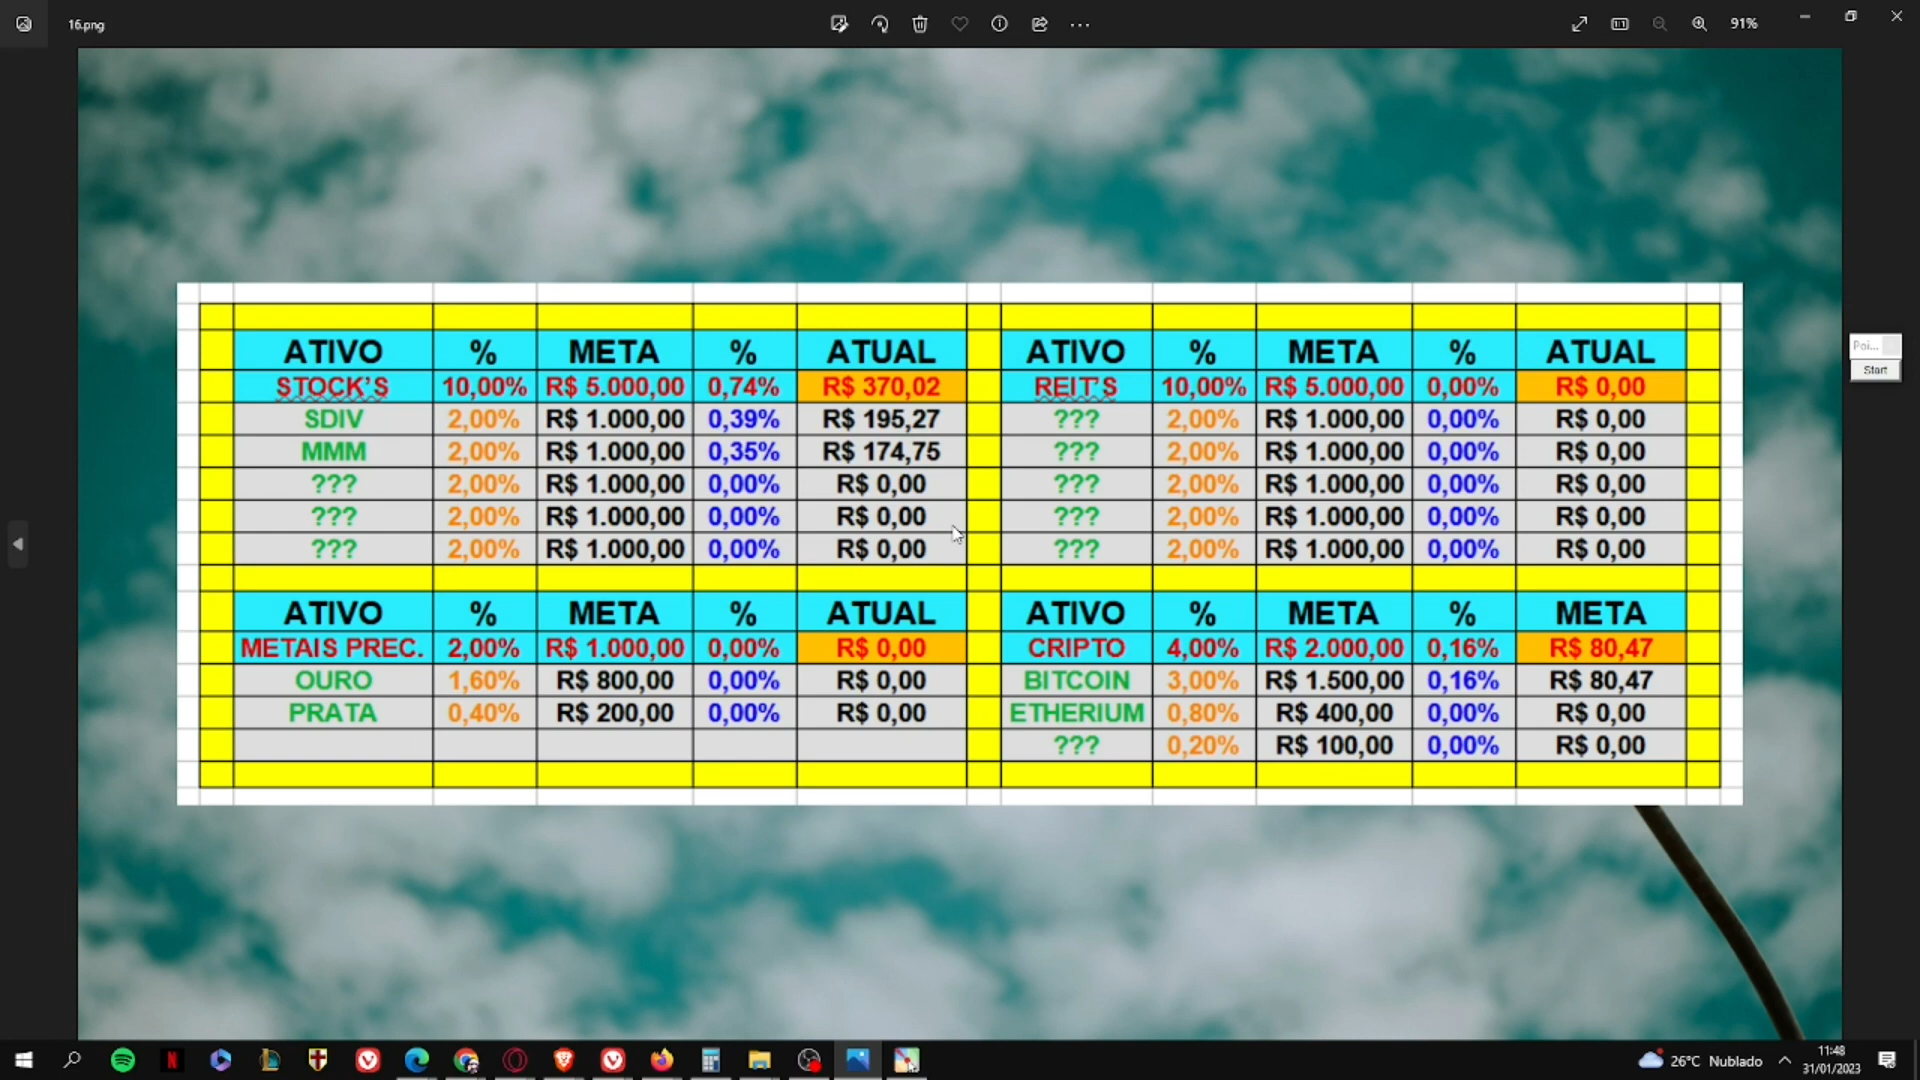 16.png
91%
ATIVO % META % ATUAL
STOCK'S 10,00% R$ 5.000,00 0,74% R$ 370,02
SDIV 2,00% R$ 1.000,00 0,39% R$ 195,27
MMM 2,00% R$ 1.000,00 0,35% R$ 174,75
??? 2,00% R$ 1.000,00 0,00% R$ 0,00
??? 2,00% R$ 1.000,00 0,00% R$ 0,00
??? 2,00% R$ 1.000,00 0,00% R$ 0,00
ATIVO % META % ATUAL
REIT'S 10,00% R$ 5.000,00 0,00% R$ 0,00
??? 2,00% R$ 1.000,00 0,00% R$ 0,00
??? 2,00% R$ 1.000,00 0,00% R$ 0,00
??? 2,00% R$ 1.000,00 0,00% R$ 0,00
??? 2,00% R$ 1.000,00 0,00% R$ 0,00
??? 2,00% R$ 1.000,00 0,00% R$ 0,00
ATIVO % META % ATUAL
METAIS PREC. 2,00% R$ 1.000,00 0,00% R$ 0,00
OURO 1,60% R$ 800,00 0,00% R$ 0,00
PRATA 0,40% R$ 200,00 0,00% R$ 0,00
ATIVO % META % META
CRIPTO 4,00% R$ 2.000,00 0,16% R$ 80,47
BITCOIN 3,00% R$ 1.500,00 0,16% R$ 80,47
ETHERIUM 0,80% R$ 400,00 0,00% R$ 0,00
??? 0,20% R$ 100,00 0,00% R$ 0,00
Poi...
Start
26°C Nublado
11:48
31/01/2023